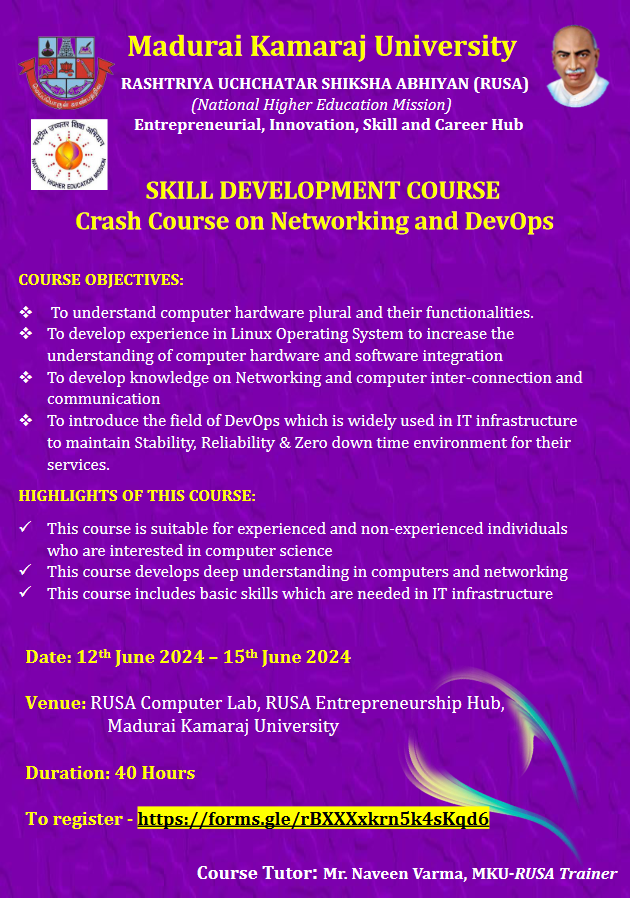 Madurai Kamaraj University
RASHTRIYA UCHCHATAR SHIKSHA ABHIYAN (RUSA)
(National Higher Education Mission)
Entrepreneurial, Innovation, Skill and Career Hub
राष्ट्रीय उच्चतर शिक्षा अभियान
NATIONAL HIGHER EDUCATION MISSION
SKILL DEVELOPMENT COURSE
Crash Course on Networking and DevOps
COURSE OBJECTIVES:
❖ To understand computer hardware plural and their functionalities.
❖ To develop experience in Linux Operating System to increase the
understanding of computer hardware and software integration
❖ To develop knowledge on Networking and computer inter-connection and
communication
❖ To introduce the field of DevOps which is widely used in IT infrastructure
to maintain Stability, Reliability & Zero down time environment for their
services.
HIGHLIGHTS OF THIS COURSE:
✓ This course is suitable for experienced and non-experienced individuals
who are interested in computer science
✓ This course develops deep understanding in computers and networking
✓ This course includes basic skills which are needed in IT infrastructure
Date: 12th June 2024 – 15th June 2024
Venue: RUSA Computer Lab, RUSA Entrepreneurship Hub,
Madurai Kamaraj University
Duration: 40 Hours
To register - https://forms.gle/rBXXXxkrn5k4sKqd6
Course Tutor: Mr. Naveen Varma, MKU-RUSA Trainer